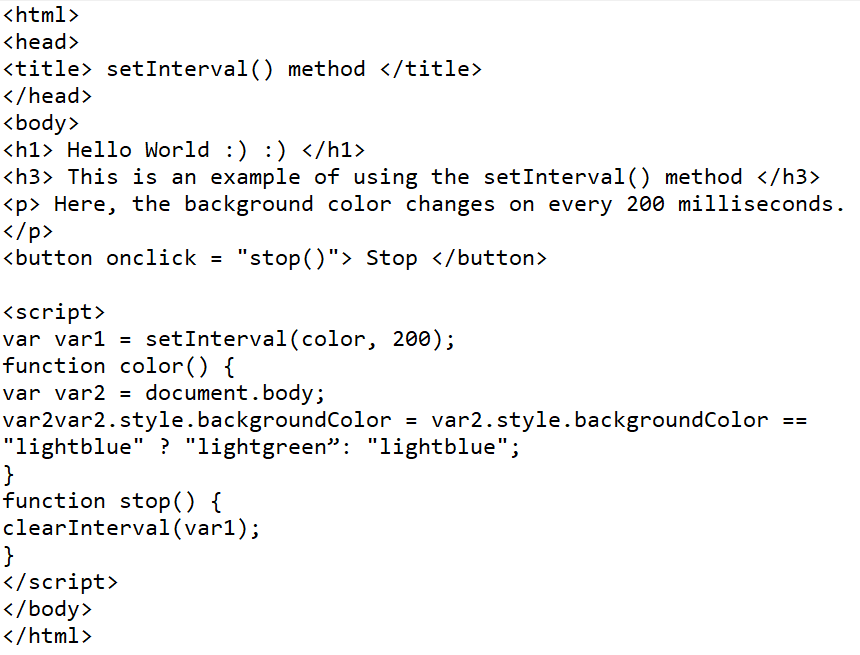 <html>
<head>
<title> setInterval() method </title>
</head>
<body>
<h1> Hello World :) :) </h1>
<h3> This is an example of using the setInterval() method </h3>
<p> Here, the background color changes on every 200 milliseconds.
</p>
<button onclick = "stop()"> Stop </button>

<script>
var var1 = setInterval(color, 200);
function color() {
var var2 = document.body;
var2var2.style.backgroundColor = var2.style.backgroundColor ==
"lightblue" ? "lightgreen”: "lightblue";
}
function stop() {
clearInterval(var1);
}
</script>
</body>
</html>